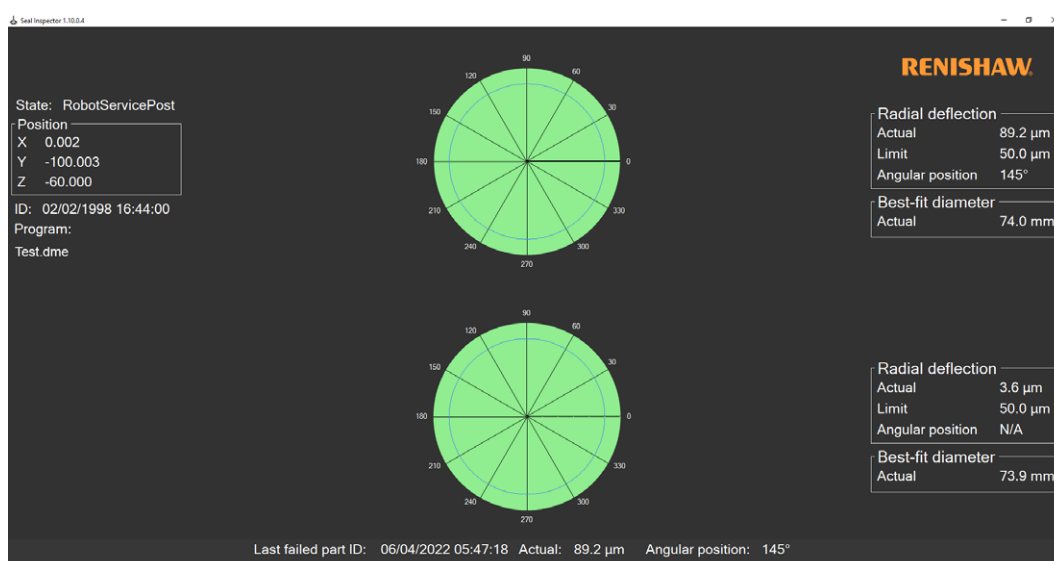 Seal Inspector 1.10.0.4
RENISHAW.
State: RobotServicePost
Position
X 0.002
Y -100.003
Z -60.000
ID: 02/02/1998 16:44:00
Program:
Test.dme
90
60
30
0
330
300
270
240
210
180
150
120
Radial deflection
Actual 89.2 µm
Limit 50.0 µm
Angular position 145°
Best-fit diameter
Actual 74.0 mm
90
60
30
0
330
300
270
240
210
180
150
120
Radial deflection
Actual 3.6 µm
Limit 50.0 µm
Angular position N/A
Best-fit diameter
Actual 73.9 mm
Last failed part ID: 06/04/2022 05:47:18 Actual: 89.2 µm Angular position: 145°